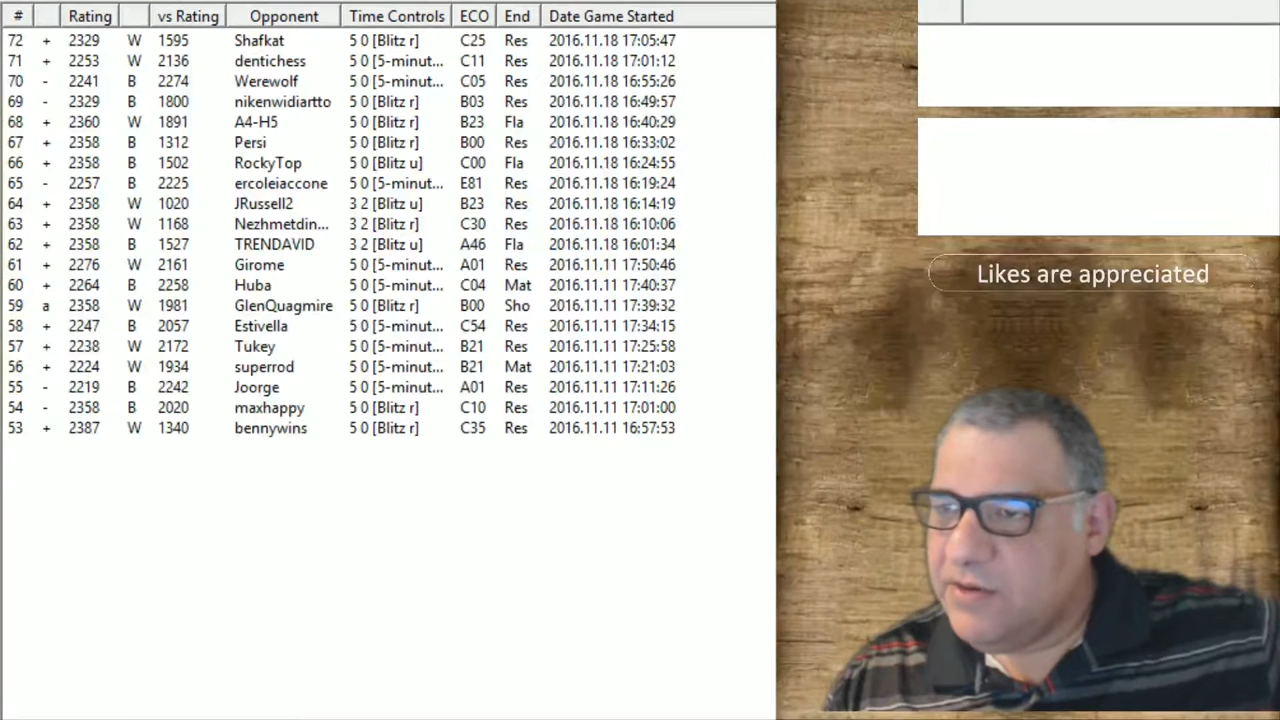 # Rating vs Rating Opponent Time Controls ECO End Date Game Started
72 + 2329 W 1595 Shafkat 5 0 [Blitz r] C25 Res 2016.11.18 17:05:47
71 + 2253 W 2136 dentichess 5 0 [5-minut... C11 Res 2016.11.18 17:01:12
70 - 2241 B 2274 Werewolf 5 0 [5-minut... C05 Res 2016.11.18 16:55:26
69 - 2329 B 1800 nikenwidiartto 5 0 [Blitz r] B03 Res 2016.11.18 16:49:57
68 + 2360 W 1891 A4-H5 5 0 [Blitz r] B23 Fla 2016.11.18 16:40:29
67 + 2358 B 1312 Persi 5 0 [Blitz r] B00 Res 2016.11.18 16:33:02
66 + 2358 B 1502 RockyTop 5 0 [Blitz u] C00 Fla 2016.11.18 16:24:55
65 - 2257 B 2225 ercoleiaccone 5 0 [5-minut... E81 Res 2016.11.18 16:19:24
64 + 2358 W 1020 JRussell2 3 2 [Blitz u] B23 Res 2016.11.18 16:14:19
63 + 2358 W 1168 Nezhmetdin... 3 2 [Blitz r] C30 Res 2016.11.18 16:10:06
62 + 2358 B 1527 TRENDAVID 3 2 [Blitz u] A46 Fla 2016.11.18 16:01:34
61 + 2276 W 2161 Girome 5 0 [5-minut... A01 Res 2016.11.11 17:50:46
60 + 2264 B 2258 Huba 5 0 [5-minut... C04 Mat 2016.11.11 17:40:37
59 a 2358 W 1981 GlenQuagmire 5 0 [Blitz r] B00 Sho 2016.11.11 17:39:32
58 + 2247 B 2057 Estivella 5 0 [5-minut... C54 Res 2016.11.11 17:34:15
57 + 2238 W 2172 Tukey 5 0 [5-minut... B21 Res 2016.11.11 17:25:58
56 + 2224 W 1934 superrod 5 0 [5-minut... B21 Mat 2016.11.11 17:21:03
55 - 2219 B 2242 Joorge 5 0 [5-minut... A01 Res 2016.11.11 17:11:26
54 - 2358 B 2020 maxhappy 5 0 [Blitz r] C10 Res 2016.11.11 17:01:00
53 + 2387 W 1340 bennywins 5 0 [Blitz r] C35 Res 2016.11.11 16:57:53
Likes are appreciated